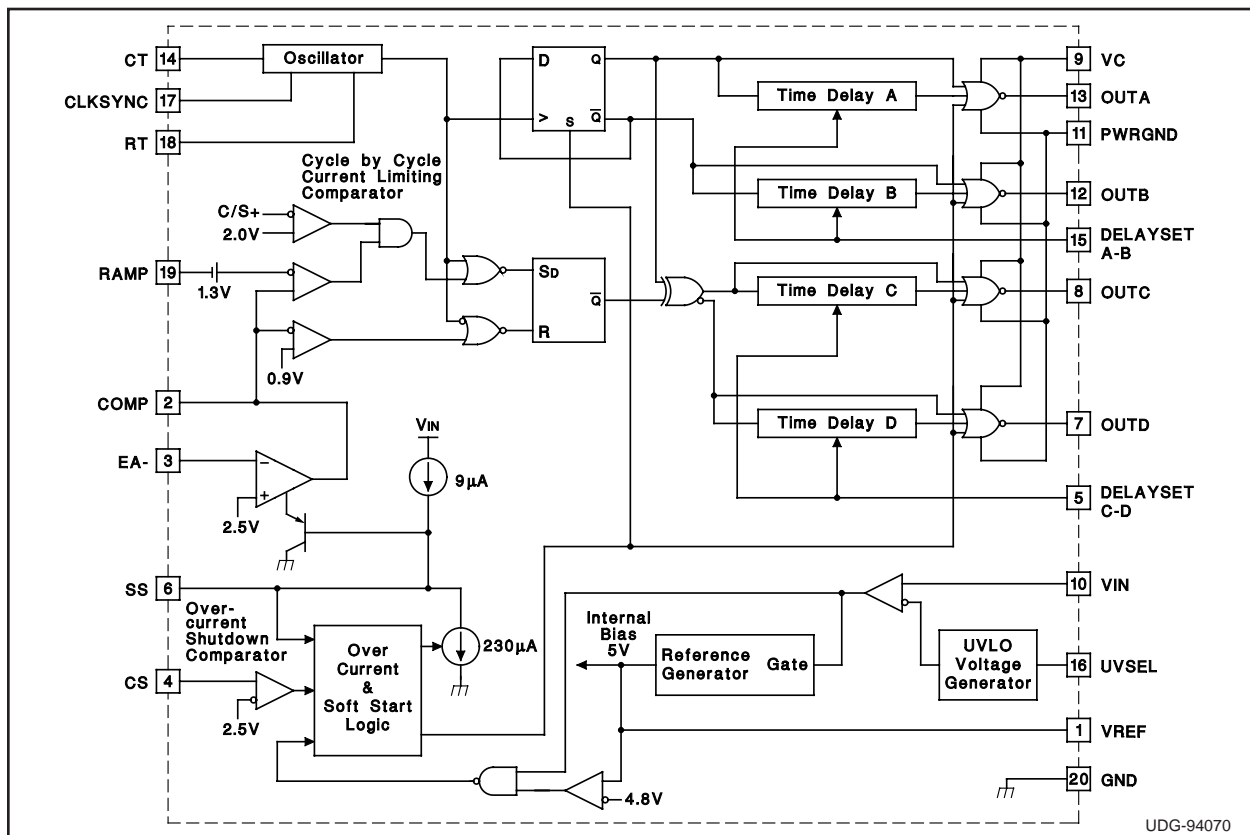 CT 14
Oscillator
CLKSYNC 17
RT 18
D Q
> S Q
Time Delay A
9 VC
13 OUTA
11 PWRGND
Cycle by Cycle
Current Limiting
Comparator
C/S+
2.0V
Time Delay B
12 OUTB
15 DELAYSET
A-B
RAMP 19
1.3V
SD
Q
R
Time Delay C
8 OUTC
0.9V
COMP 2
VIN
Time Delay D
7 OUTD
EA- 3
−
+
9µA
2.5V
5 DELAYSET
C-D
SS 6
10 VIN
Over-
current
Shutdown
Comparator
Over
Current
&
Soft Start
Logic
230µA
Internal
Bias
5V
Reference
Generator
Gate
UVLO
Voltage
Generator
16 UVSEL
CS 4
2.5V
1 VREF
4.8V
20 GND
UDG-94070